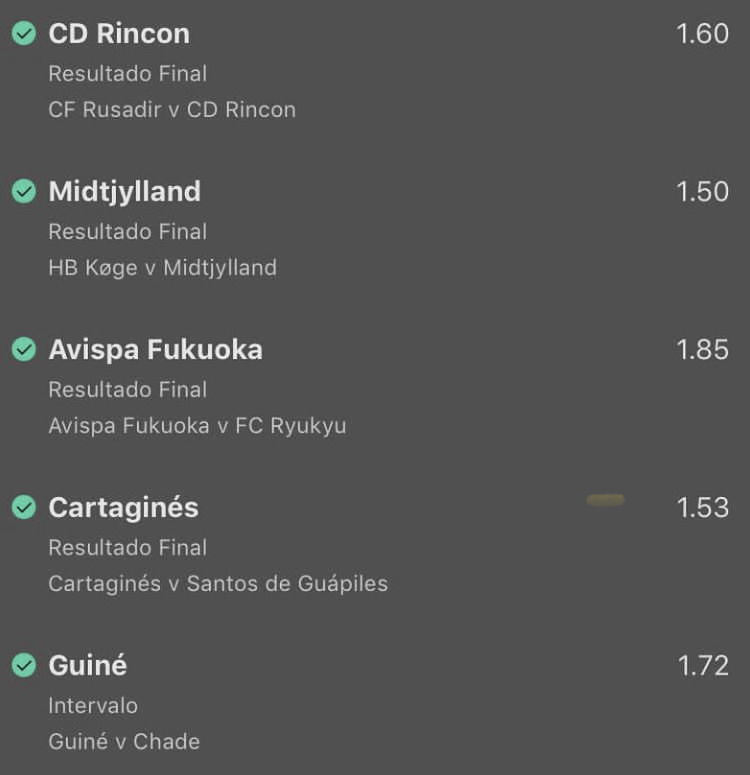 CD Rincon 1.60
Resultado Final
CF Rusadir v CD Rincon
Midtjylland 1.50
Resultado Final
HB Køge v Midtjylland
Avispa Fukuoka 1.85
Resultado Final
Avispa Fukuoka v FC Ryukyu
Cartaginés 1.53
Resultado Final
Cartaginés v Santos de Guápiles
Guiné 1.72
Intervalo
Guiné v Chade